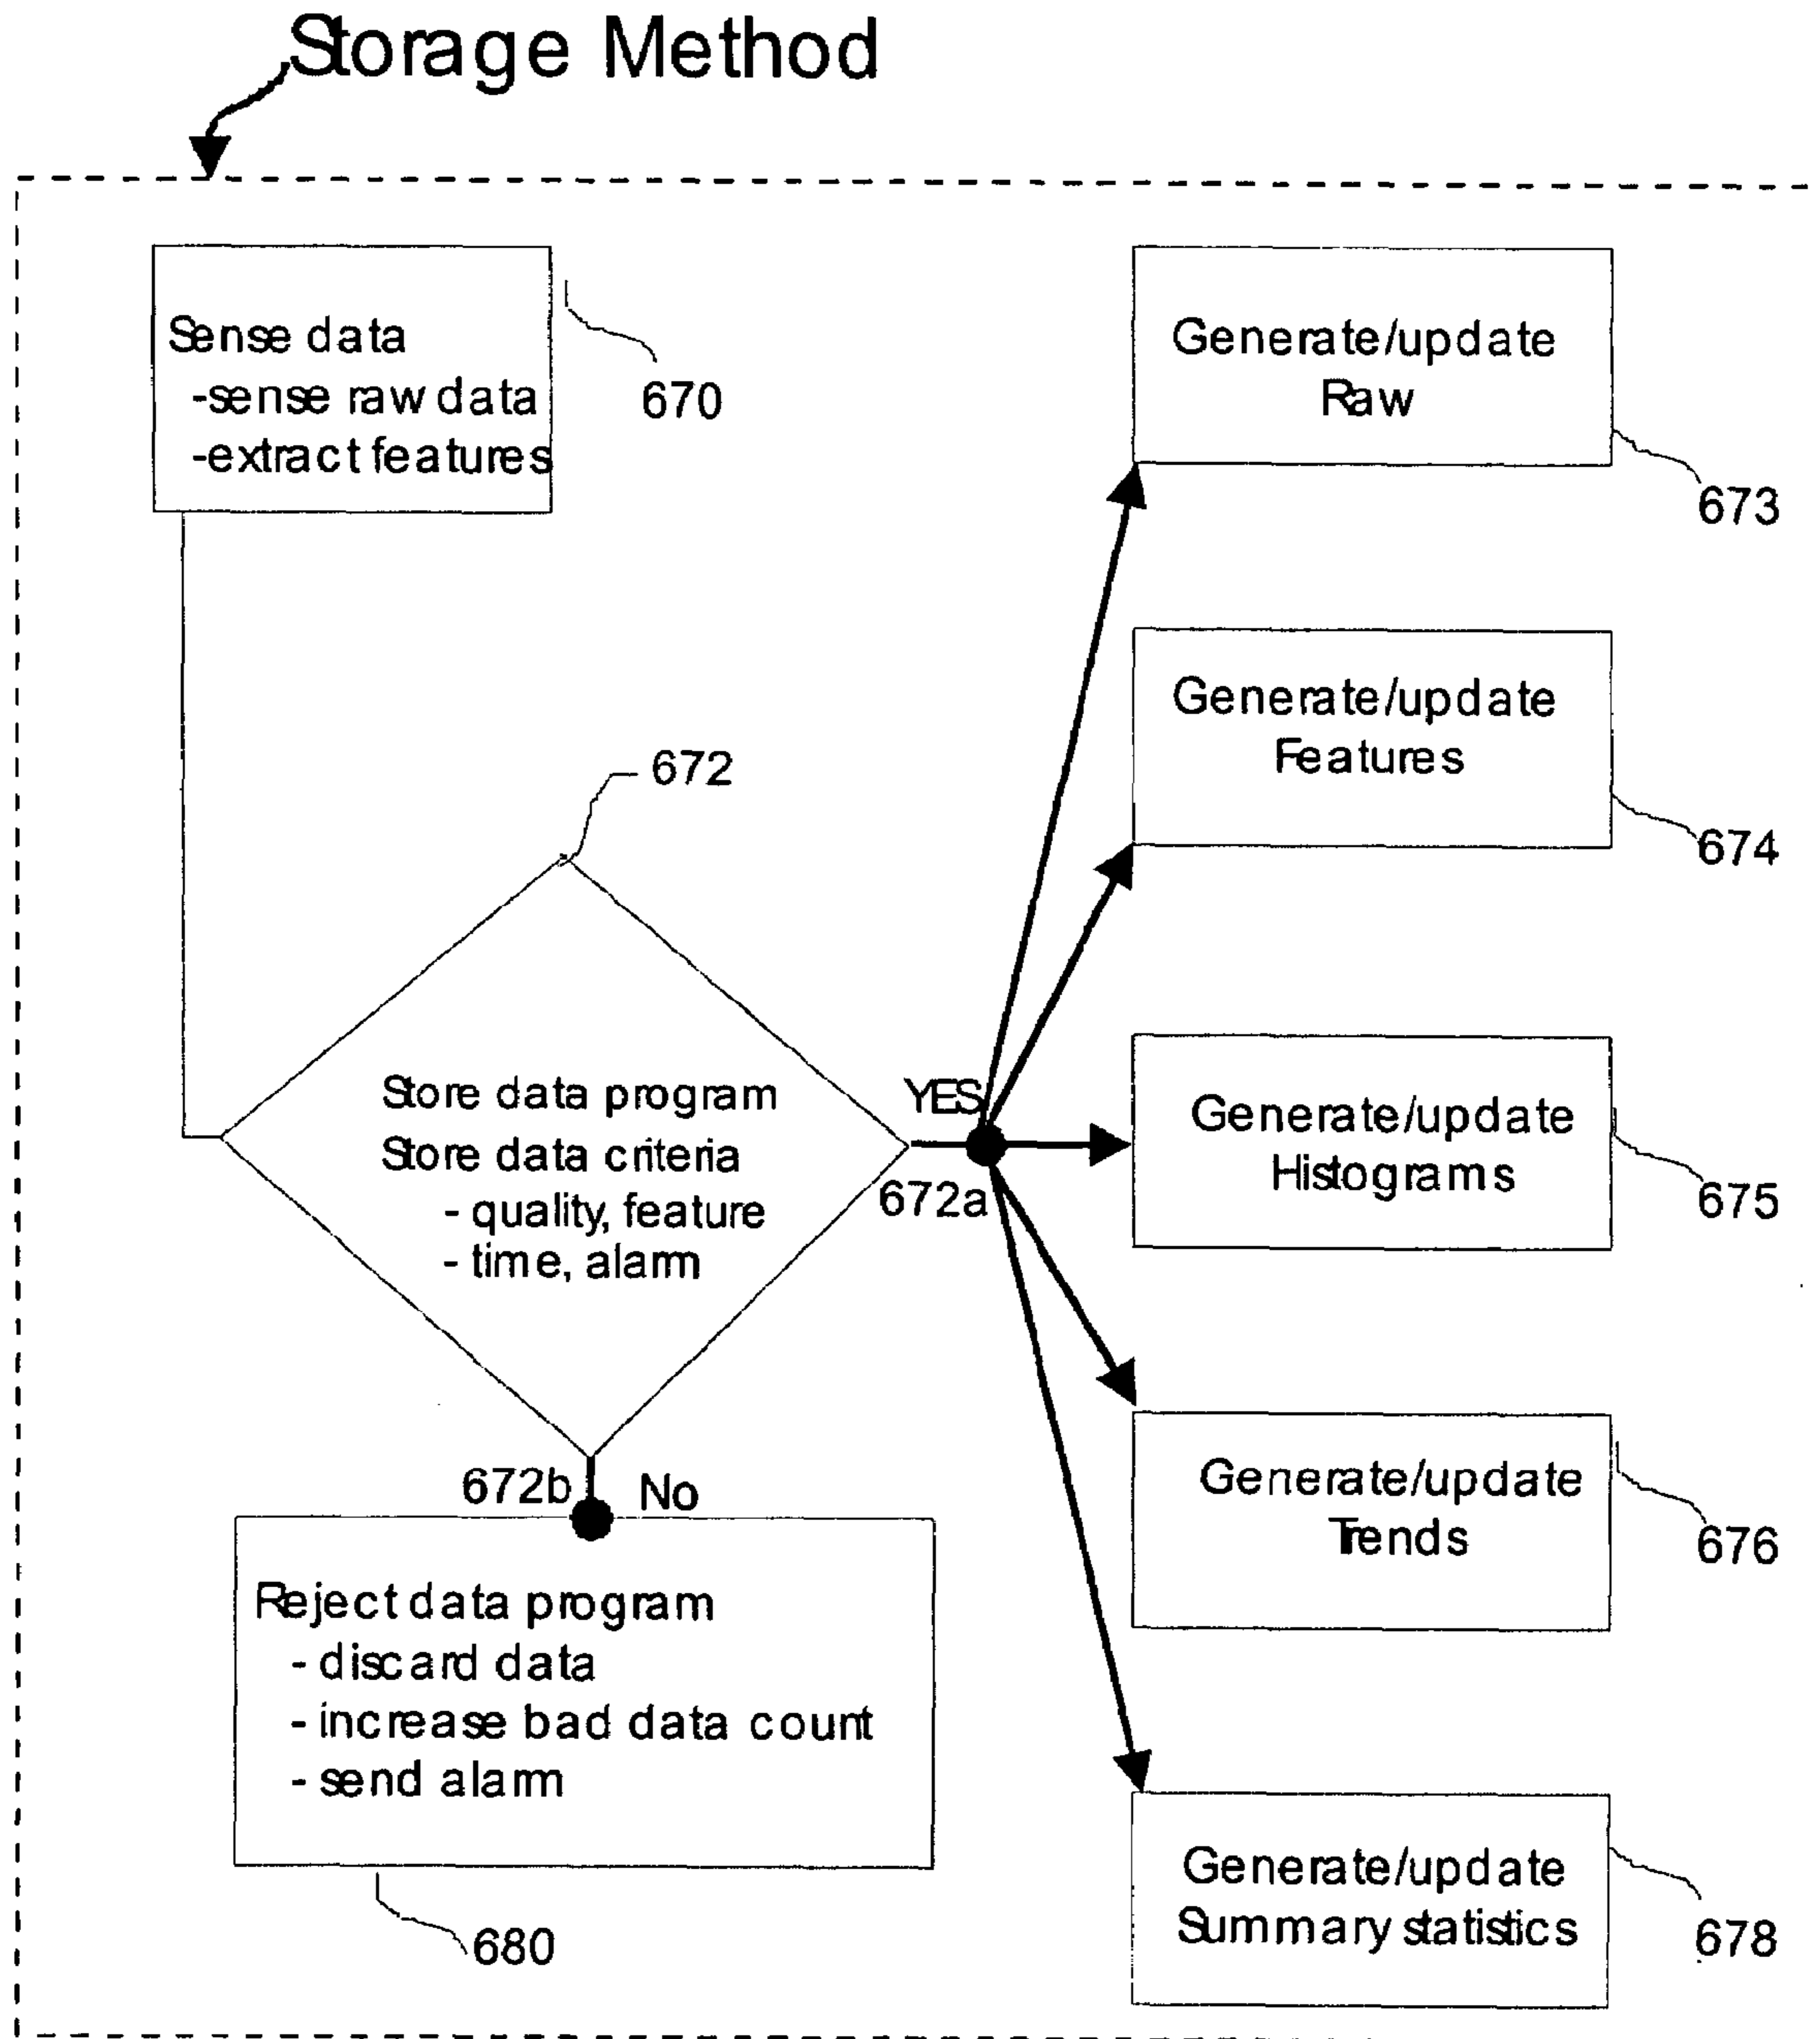 Storage Method
Sense data
-sense raw data
-extract features
670
672
Store data program
Store data criteria
- quality, feature
- time, alarm
YES
672a
672b
No
Reject data program
- discard data
- increase bad data count
- send alarm
680
Generate/update
Raw
673
Generate/update
Features
674
Generate/update
Histograms
675
Generate/update
Trends
676
Generate/update
Summary statistics
678